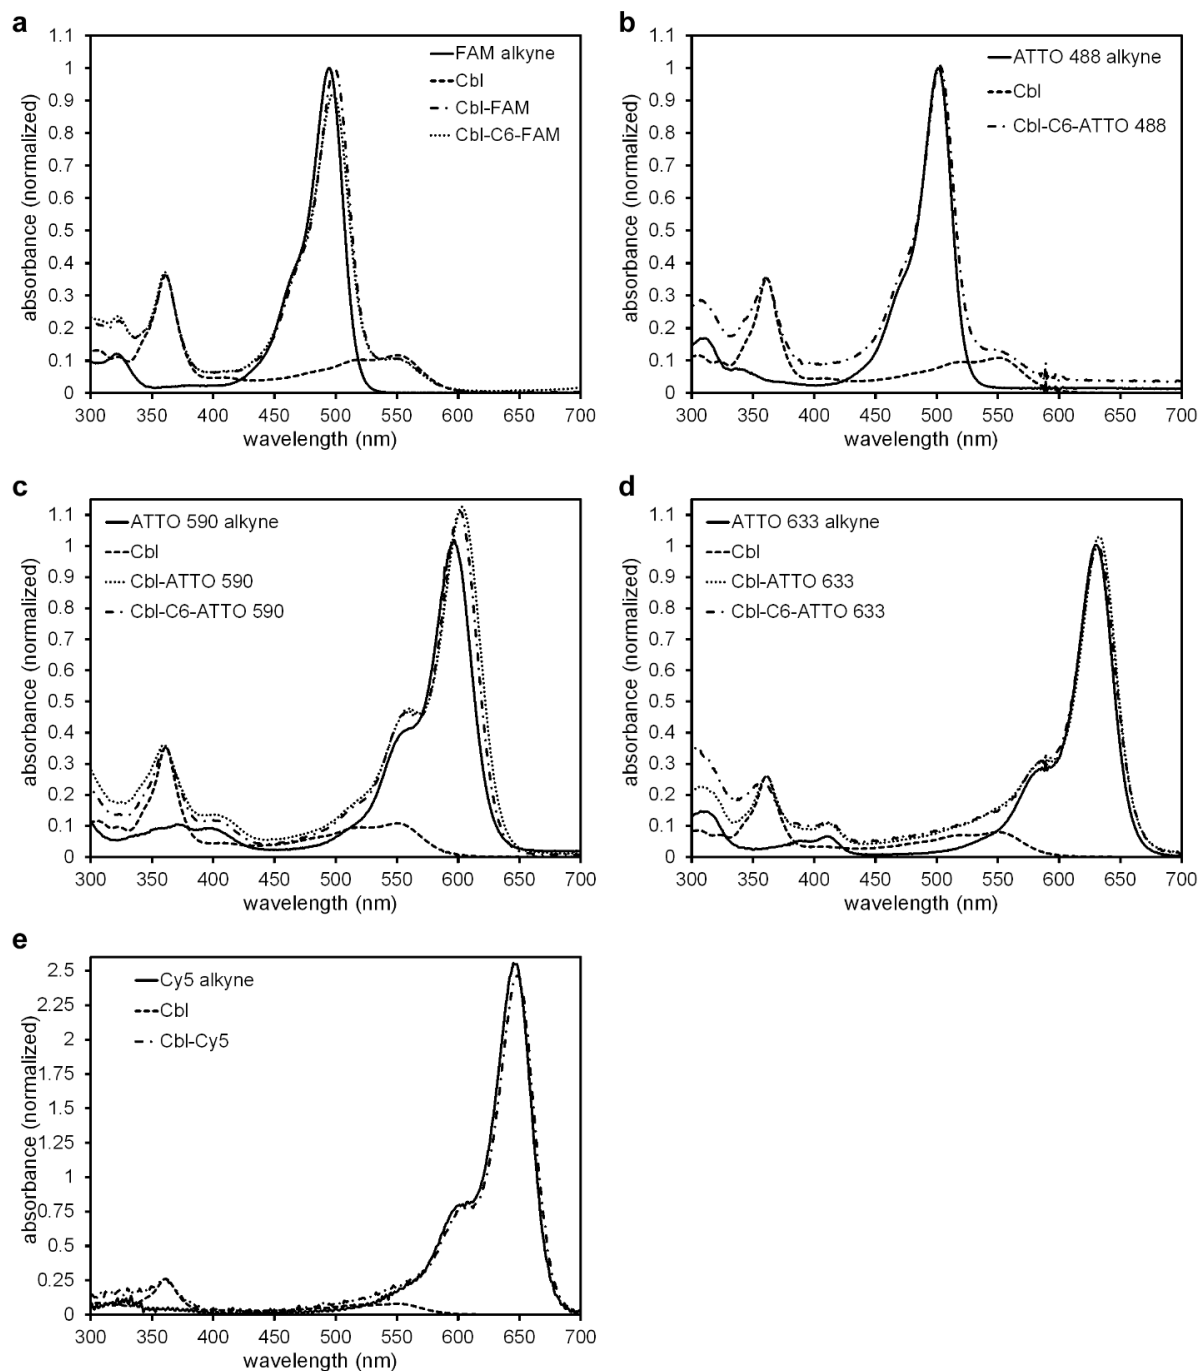 a
1.1
1
0.9
0.8
0.7
0.6
0.5
0.4
0.3
0.2
0.1
0
absorbance (normalized)
FAM alkyne
Cbl
Cbl-FAM
Cbl-C6-FAM
300 350 400 450 500 550 600 650 700
wavelength (nm)
b
1.1
1
0.9
0.8
0.7
0.6
0.5
0.4
0.3
0.2
0.1
0
absorbance (normalized)
ATTO 488 alkyne
Cbl
Cbl-C6-ATTO 488
300 350 400 450 500 550 600 650 700
wavelength (nm)
c
1.1
1
0.9
0.8
0.7
0.6
0.5
0.4
0.3
0.2
0.1
0
absorbance (normalized)
ATTO 590 alkyne
Cbl
Cbl-ATTO 590
Cbl-C6-ATTO 590
300 350 400 450 500 550 600 650 700
wavelength (nm)
d
1.1
1
0.9
0.8
0.7
0.6
0.5
0.4
0.3
0.2
0.1
0
absorbance (normalized)
ATTO 633 alkyne
Cbl
Cbl-ATTO 633
Cbl-C6-ATTO 633
300 350 400 450 500 550 600 650 700
wavelength (nm)
e
2.5
2.25
2
1.75
1.5
1.25
1
0.75
0.5
0.25
0
absorbance (normalized)
Cy5 alkyne
Cbl
Cbl-Cy5
300 350 400 450 500 550 600 650 700
wavelength (nm)